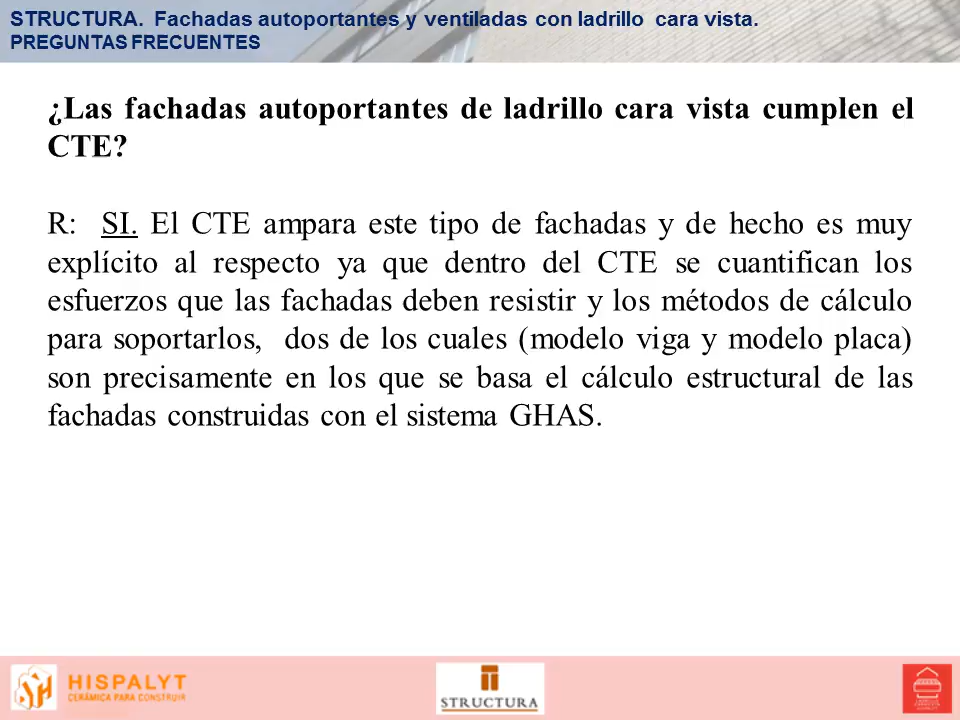 STRUCTURA. Fachadas autoportantes y ventiladas con ladrillo cara vista.
PREGUNTAS FRECUENTES
¿Las fachadas autoportantes de ladrillo cara vista cumplen el
CTE?
R: SI. El CTE ampara este tipo de fachadas y de hecho es muy
explícito al respecto ya que dentro del CTE se cuantifican los
esfuerzos que las fachadas deben resistir y los métodos de cálculo
para soportarlos, dos de los cuales (modelo viga y modelo placa)
son precisamente en los que se basa el cálculo estructural de las
fachadas construidas con el sistema GHAS.
HISPALYT
CERÁMICA PARA CONSTRUIR
STRUCTURA